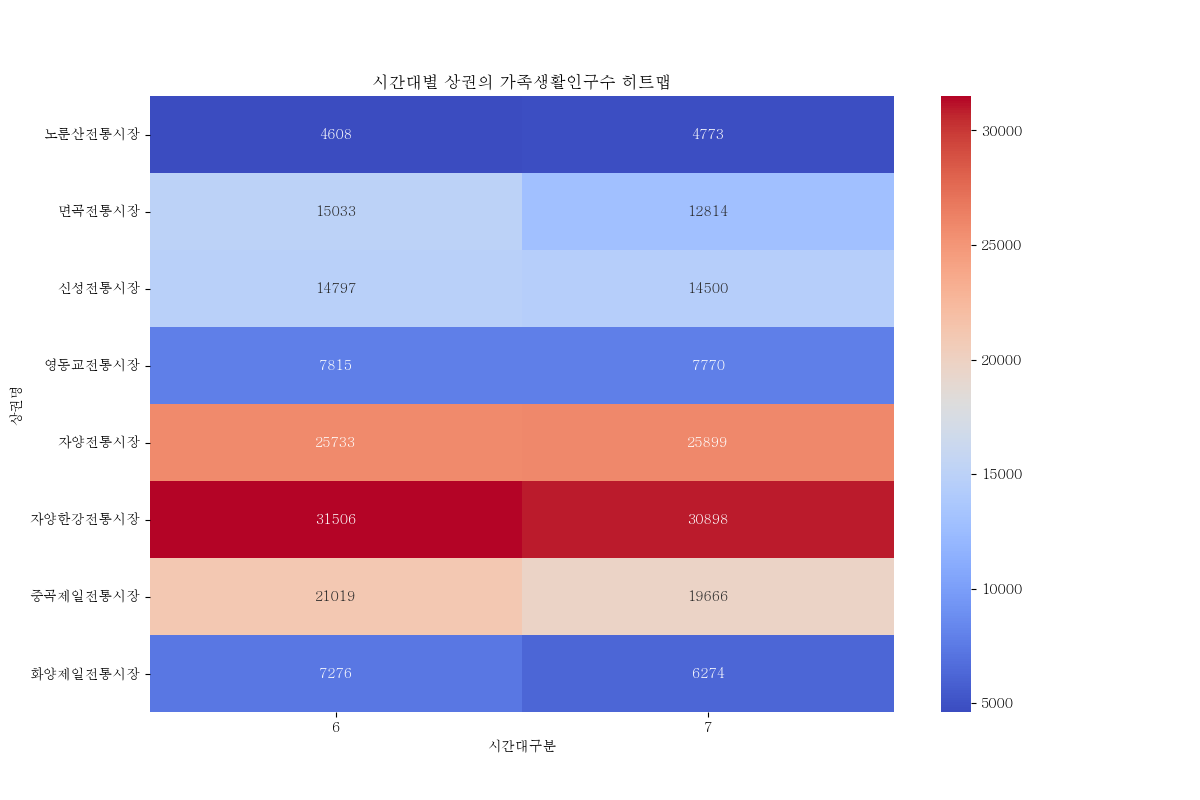 시간대별 상권의 가족생활인구수 히트맵
노룬산전통시장 4608 4773
면곡전통시장 15033 12814
신성전통시장 14797 14500
영동교전통시장 7815 7770
자양전통시장 25733 25899
자양한강전통시장 31506 30898
중곡제일전통시장 21019 19666
화양제일전통시장 7276 6274
상권명
6 7
시간대구분
30000
25000
20000
15000
10000
5000